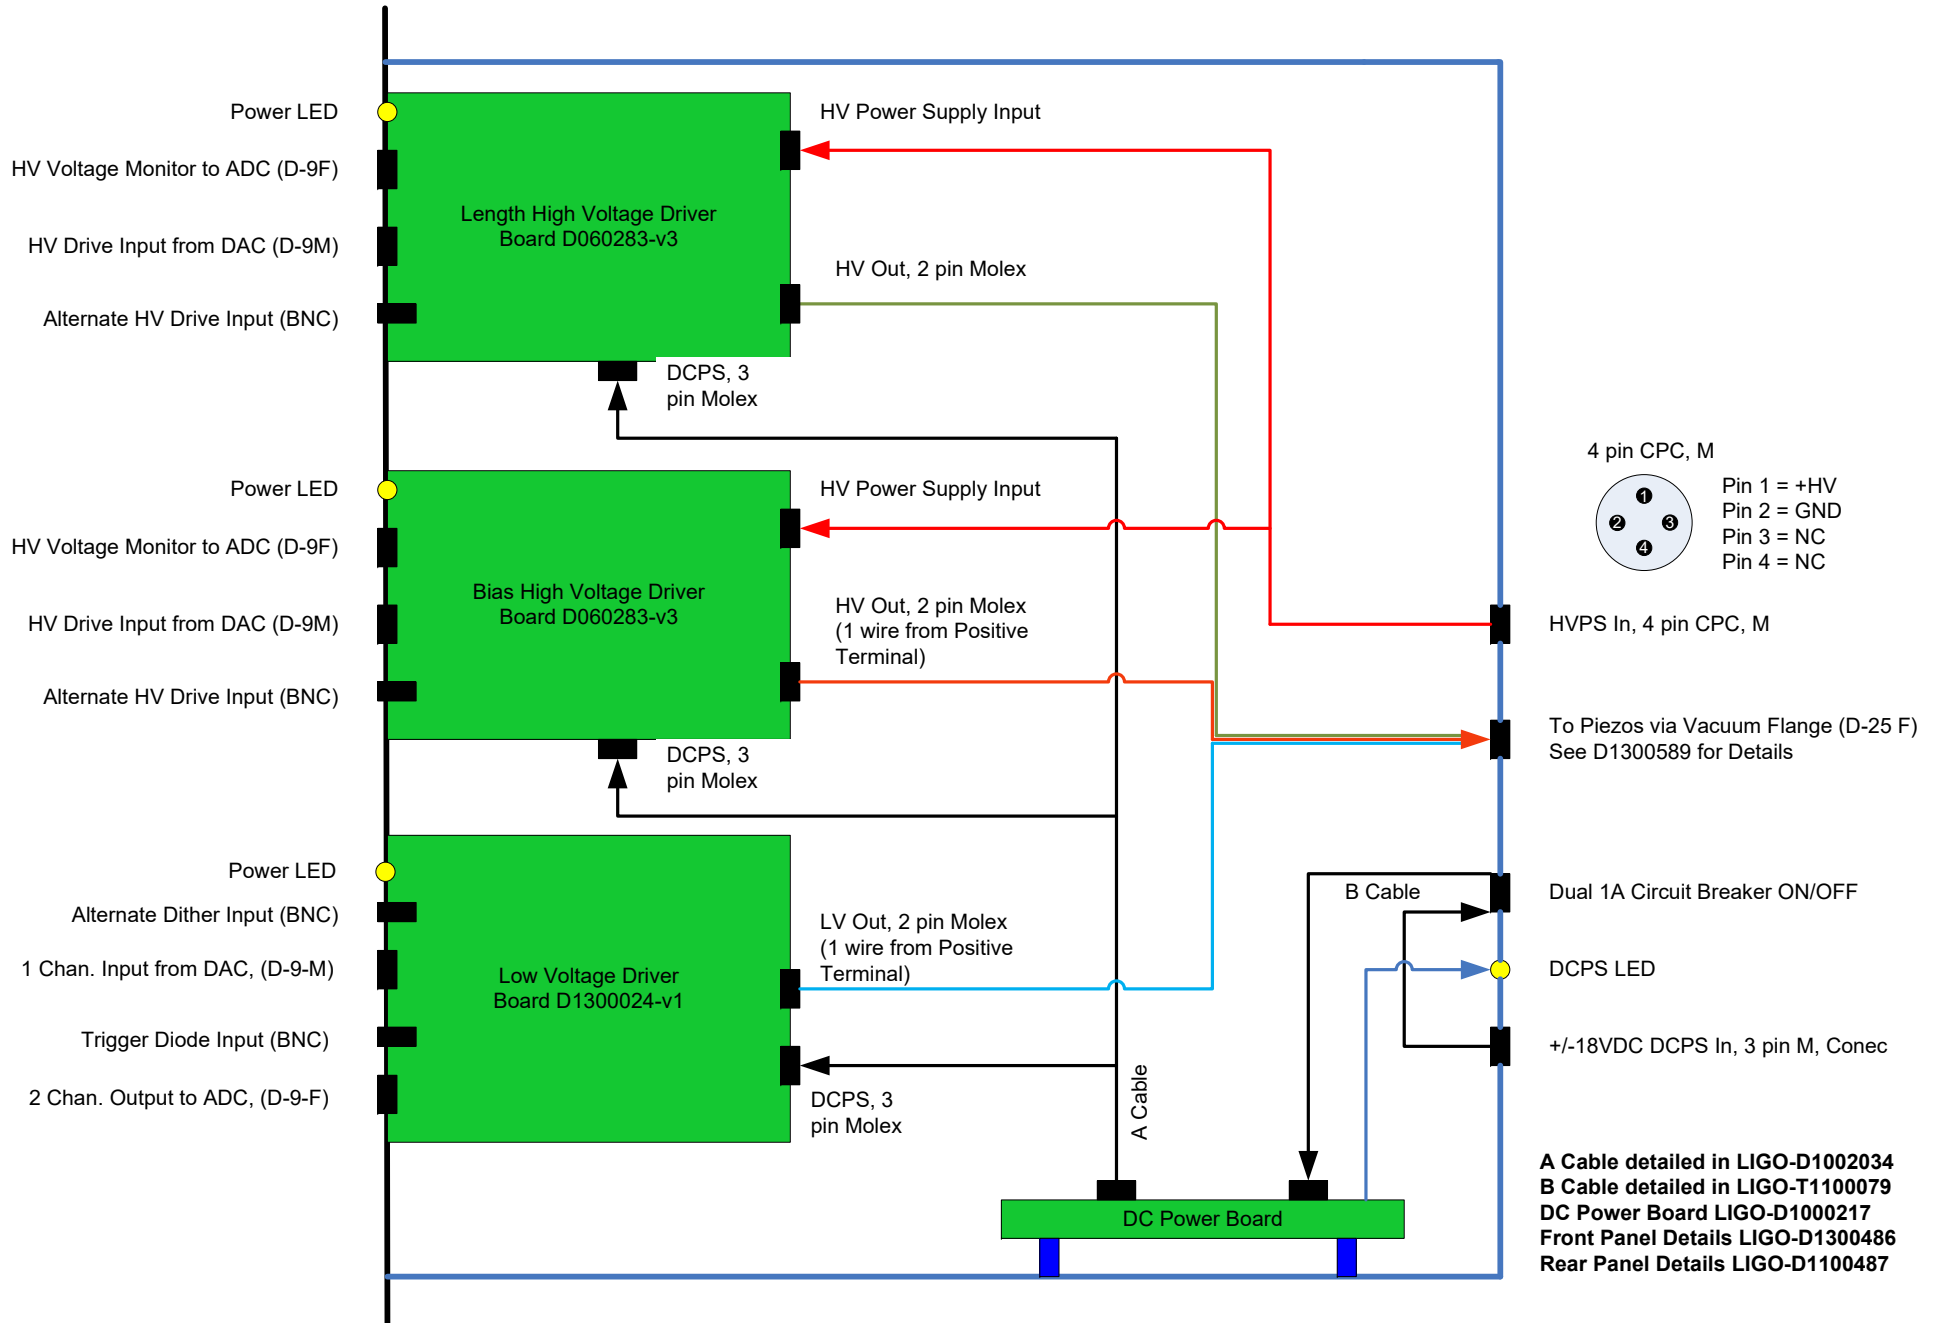 Power LED
HV Voltage Monitor to ADC (D-9F)
HV Drive Input from DAC (D-9M)
Alternate HV Drive Input (BNC)
Length High Voltage Driver
Board D060283-v3
HV Power Supply Input
HV Out, 2 pin Molex
DCPS, 3
pin Molex
Power LED
HV Voltage Monitor to ADC (D-9F)
HV Drive Input from DAC (D-9M)
Alternate HV Drive Input (BNC)
Bias High Voltage Driver
Board D060283-v3
HV Power Supply Input
HV Out, 2 pin Molex
(1 wire from Positive
Terminal)
DCPS, 3
pin Molex
Power LED
Alternate Dither Input (BNC)
1 Chan. Input from DAC, (D-9-M)
Trigger Diode Input (BNC)
2 Chan. Output to ADC, (D-9-F)
Low Voltage Driver
Board D1300024-v1
LV Out, 2 pin Molex
(1 wire from Positive
Terminal)
DCPS, 3
pin Molex
A Cable
B Cable
DC Power Board
4 pin CPC, M
1
2
3
4
Pin 1 = +HV
Pin 2 = GND
Pin 3 = NC
Pin 4 = NC
HVPS In, 4 pin CPC, M
To Piezos via Vacuum Flange (D-25 F)
See D1300589 for Details
Dual 1A Circuit Breaker ON/OFF
DCPS LED
+/-18VDC DCPS In, 3 pin M, Conec
A Cable detailed in LIGO-D1002034
B Cable detailed in LIGO-T1100079
DC Power Board LIGO-D1000217
Front Panel Details LIGO-D1300486
Rear Panel Details LIGO-D1100487